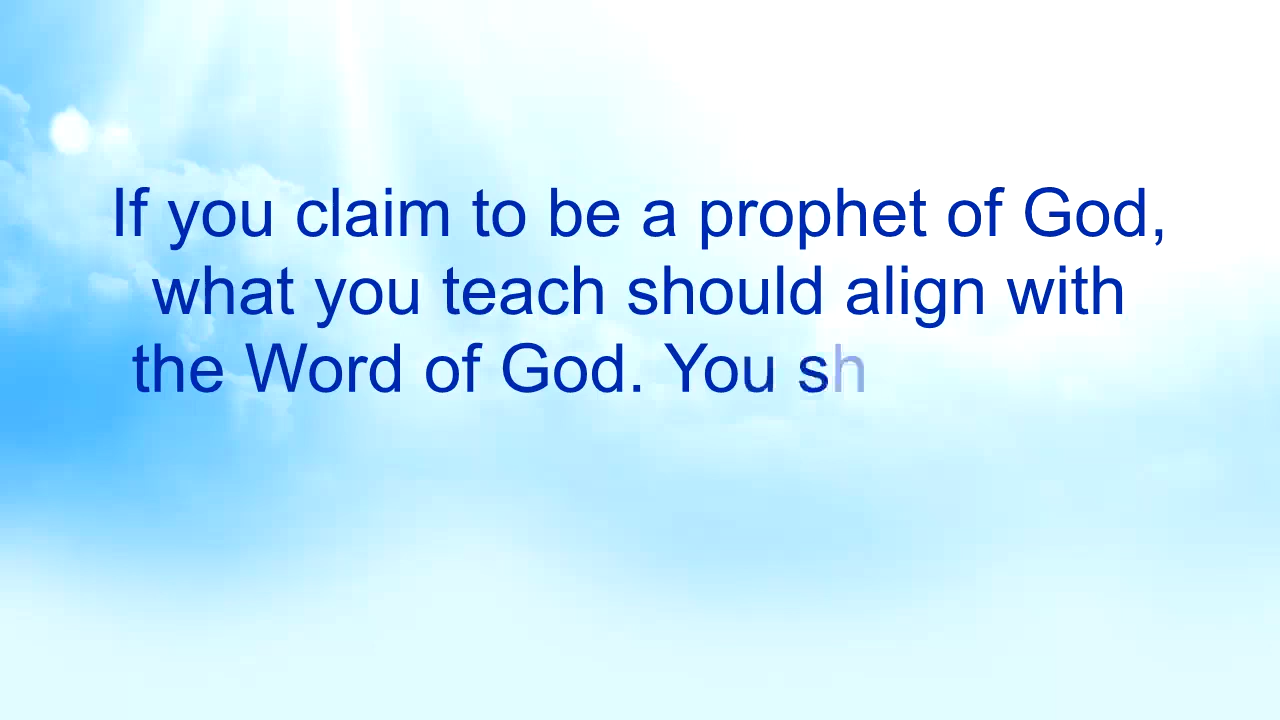 If you claim to be a prophet of God,
what you teach should align with
the Word of God. You sh